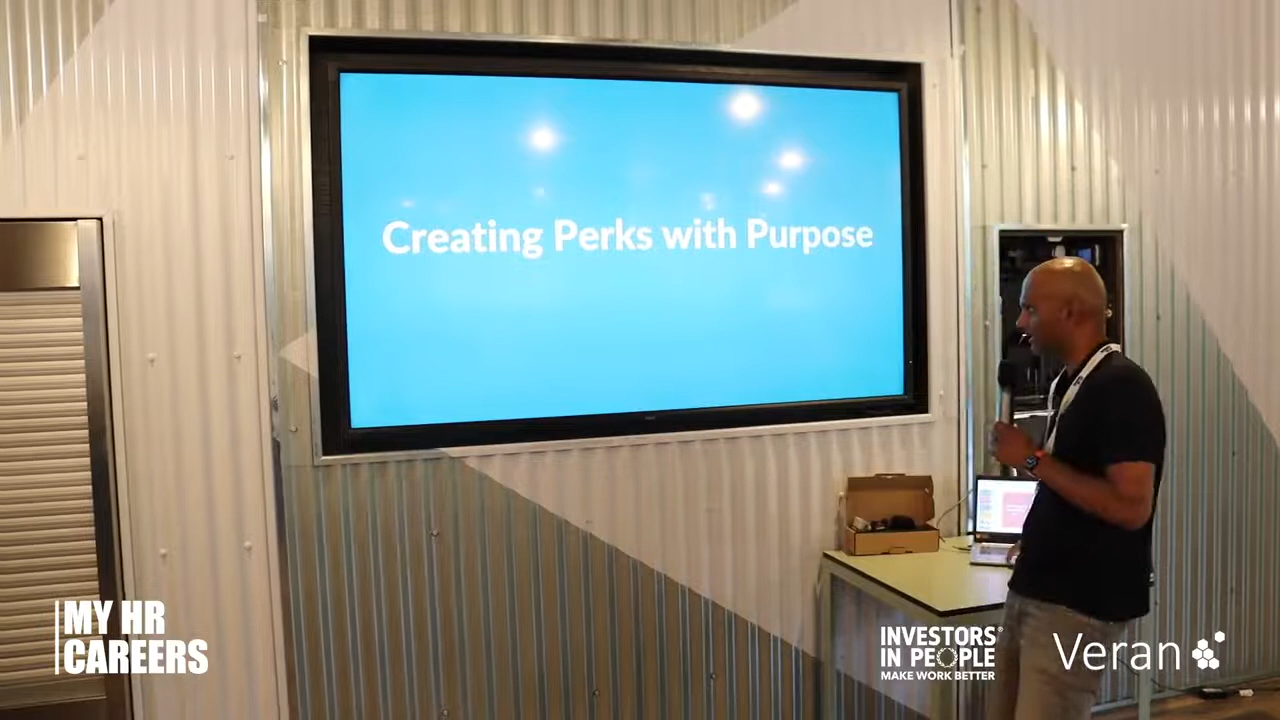 Creating Perks with Purpose
MY HR
CAREERS
INVESTORS®
IN PEOPLE
MAKE WORK BETTER
Veran